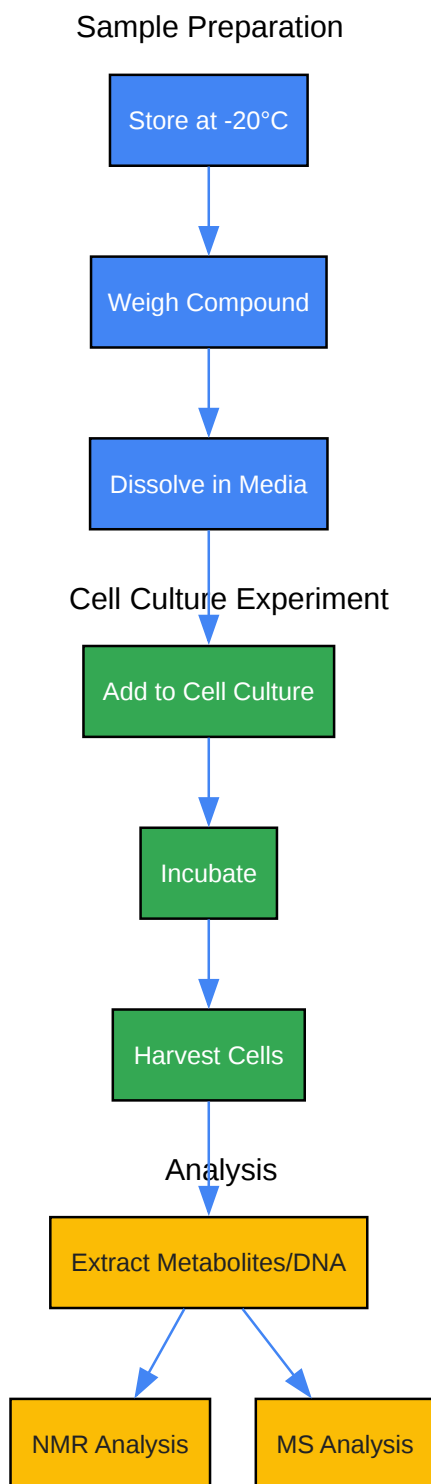 Sample Preparation
Store at -20°C
Weigh Compound
Dissolve in Media
Cell Culture Experiment
Add to Cell Culture
Incubate
Harvest Cells
Analysis
Extract Metabolites/DNA
NMR Analysis
MS Analysis